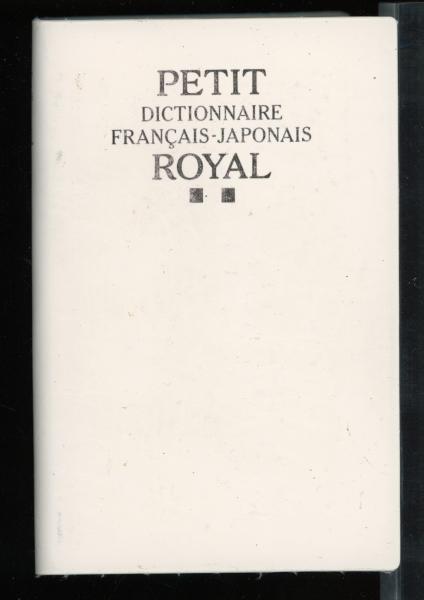 PETIT
DICTIONNAIRE
FRANÇAIS-JAPONAIS
ROYAL